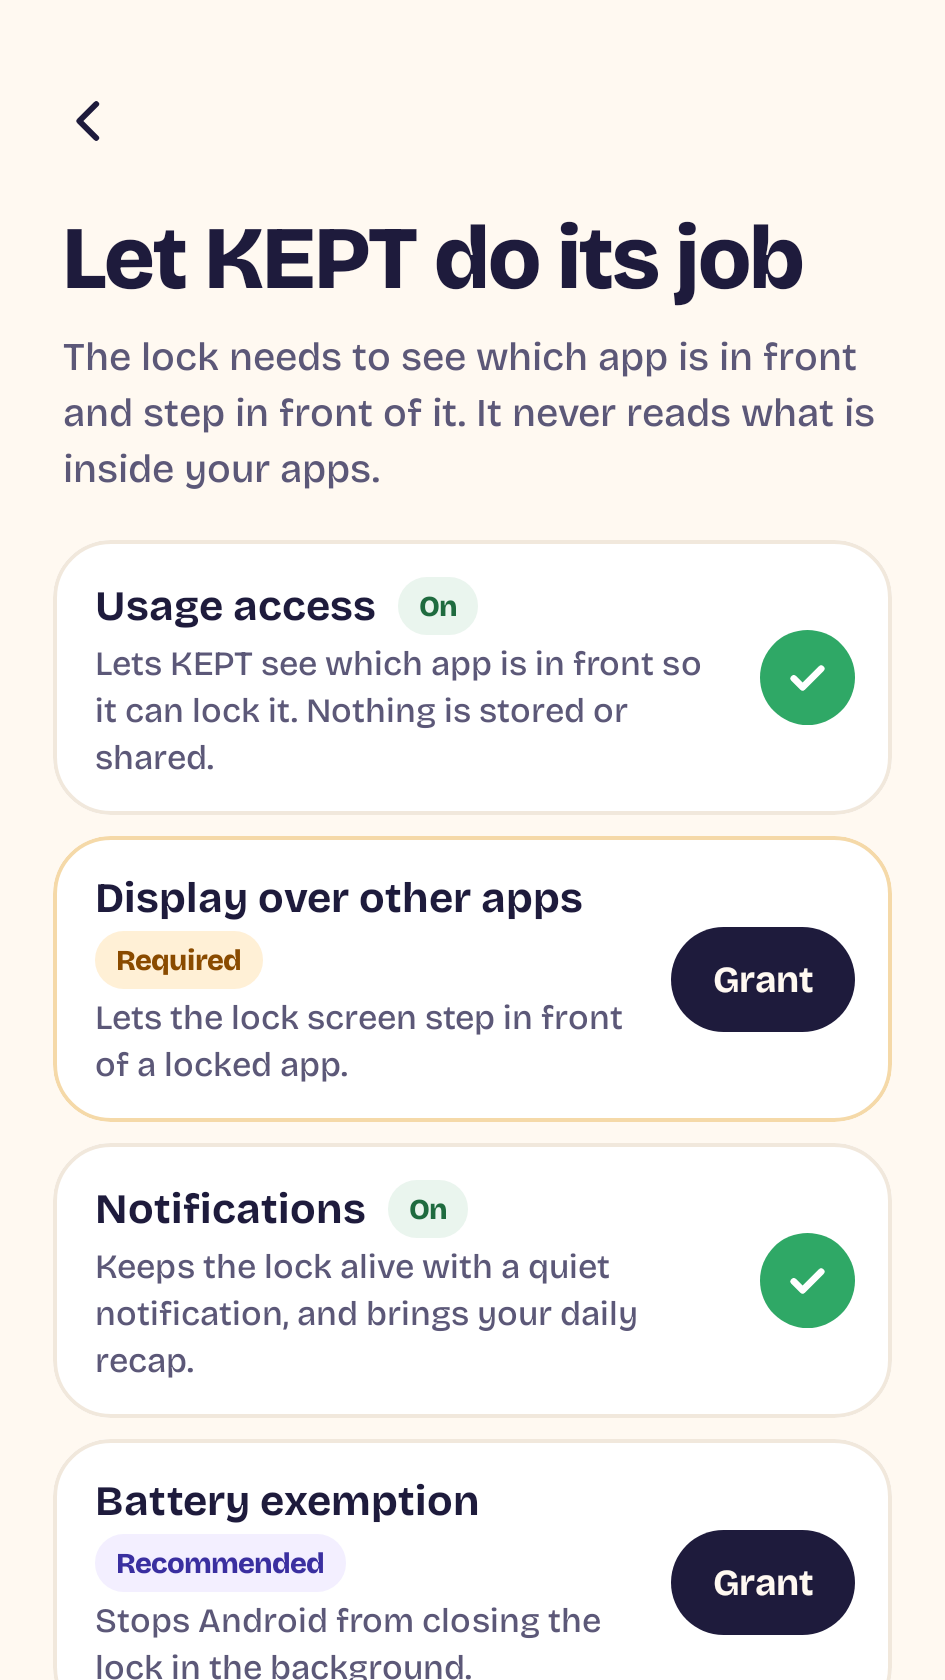 Let KEPT do its job
The lock needs to see which app is in front
and step in front of it. It never reads what is
inside your apps.
Usage access On
Lets KEPT see which app is in front so
it can lock it. Nothing is stored or
shared.
Display over other apps
Required
Grant
Lets the lock screen step in front
of a locked app.
Notifications On
Keeps the lock alive with a quiet
notification, and brings your daily
recap.
Battery exemption
Recommended
Grant
Stops Android from closing the
lock in the background.